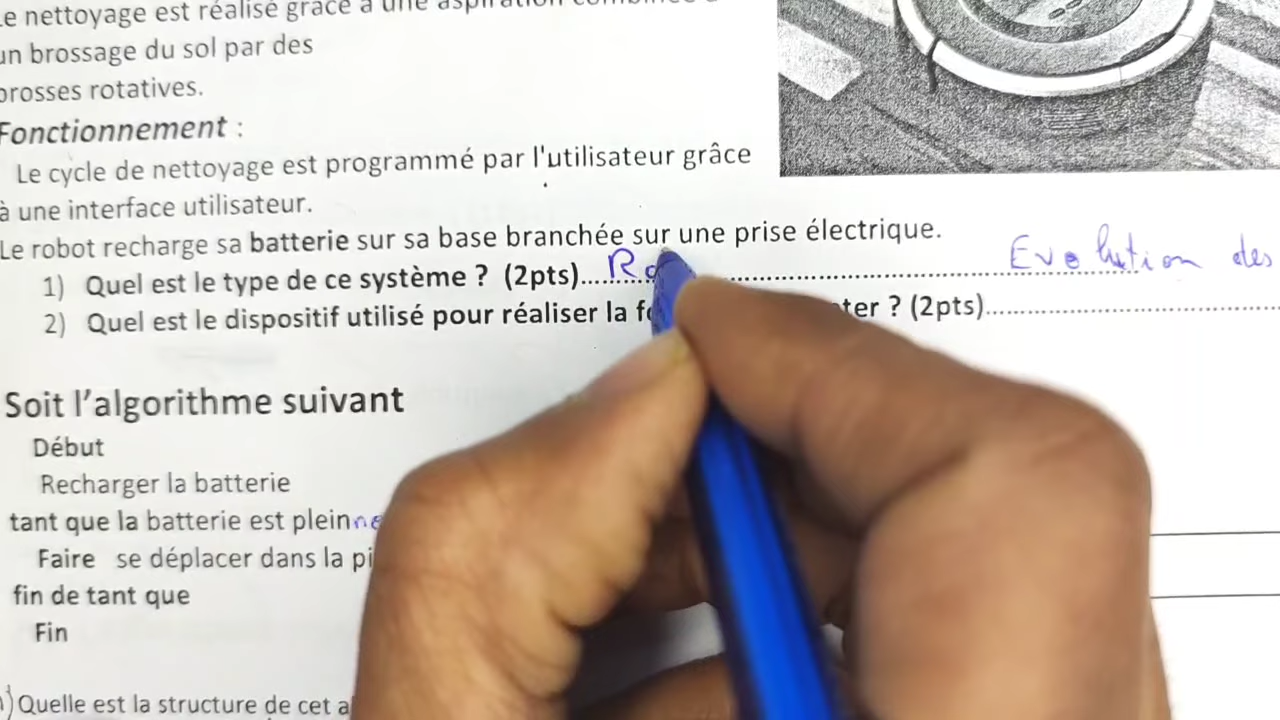 nettoyage est réalisé grâce à une aspiration combinée à
un brossage du sol par des
brosses rotatives.
Fonctionnement :
Le cycle de nettoyage est programmé par l'utilisateur grâce
à une interface utilisateur.
Le robot recharge sa batterie sur sa base branchée sur une prise électrique.
1) Quel est le type de ce système ? (2pts)......... Evolution des
2) Quel est le dispositif utilisé pour réaliser la ? (2pts).........
Soit l'algorithme suivant
Début
Recharger la batterie
tant que la batterie est pleinne
Faire se déplacer dans la
fin de tant que
Fin
Quelle est la structure de cet